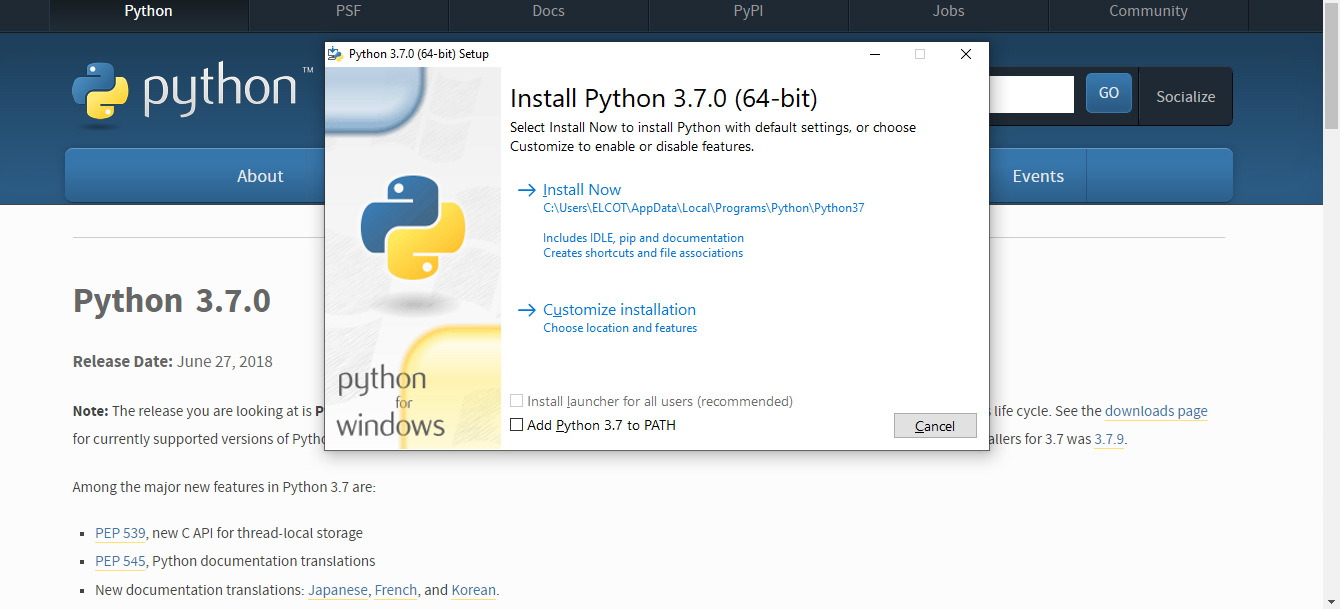 Python
PSF
Docs
PyPI
Jobs
Community
python™
GO
Socialize
About
Events
Python 3.7.0 (64-bit) Setup
Install Python 3.7.0 (64-bit)
Select Install Now to install Python with default settings, or choose
Customize to enable or disable features.
Install Now
C:\Users\ELCOT\AppData\Local\Programs\Python\Python37
Includes IDLE, pip and documentation
Creates shortcuts and file associations
Customize installation
Choose location and features
python
for
windows
Install launcher for all users (recommended)
Add Python 3.7 to PATH
Cancel
Python 3.7.0
Release Date: June 27, 2018
Note: The release you are looking at is life cycle. See the downloads page
for currently supported versions of was 3.7.9.
Among the major new features in Python 3.7 are:
PEP 539, new C API for thread-local storage
PEP 545, Python documentation translations
New documentation translations: Japanese, French, and Korean.